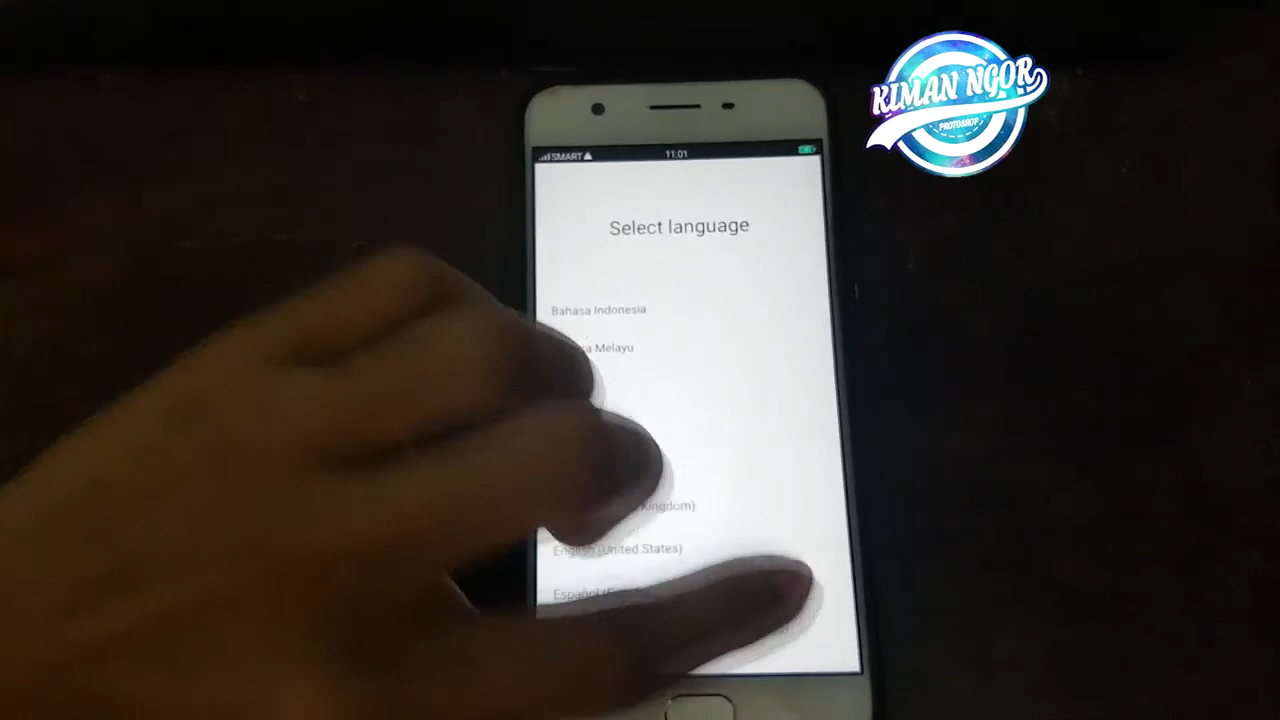 KIMAN NGOR
PHOTOSHOP
SMART
11:01
Select language
Bahasa Indonesia
Melayu
Kingdom)
English (United States)
Español